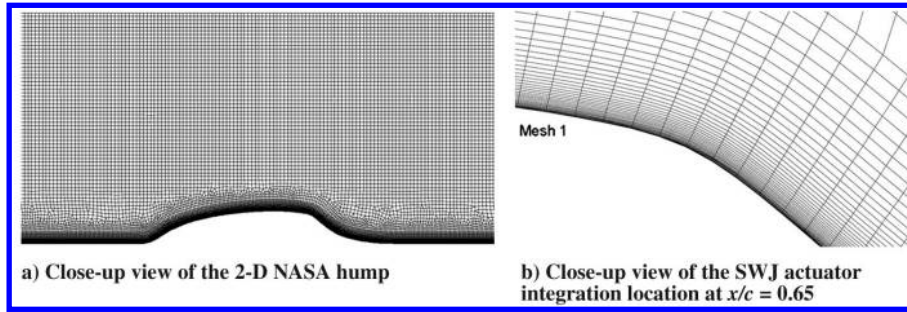 Mesh 1
a) Close-up view of the 2-D NASA hump
b) Close-up view of the SWJ actuator
integration location at x/c = 0.65